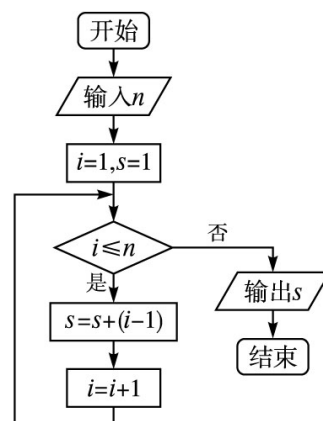 开始
输入n
i=1,s=1
i≤n
否
是
s=s+(i-1)
输出s
i=i+1
结束